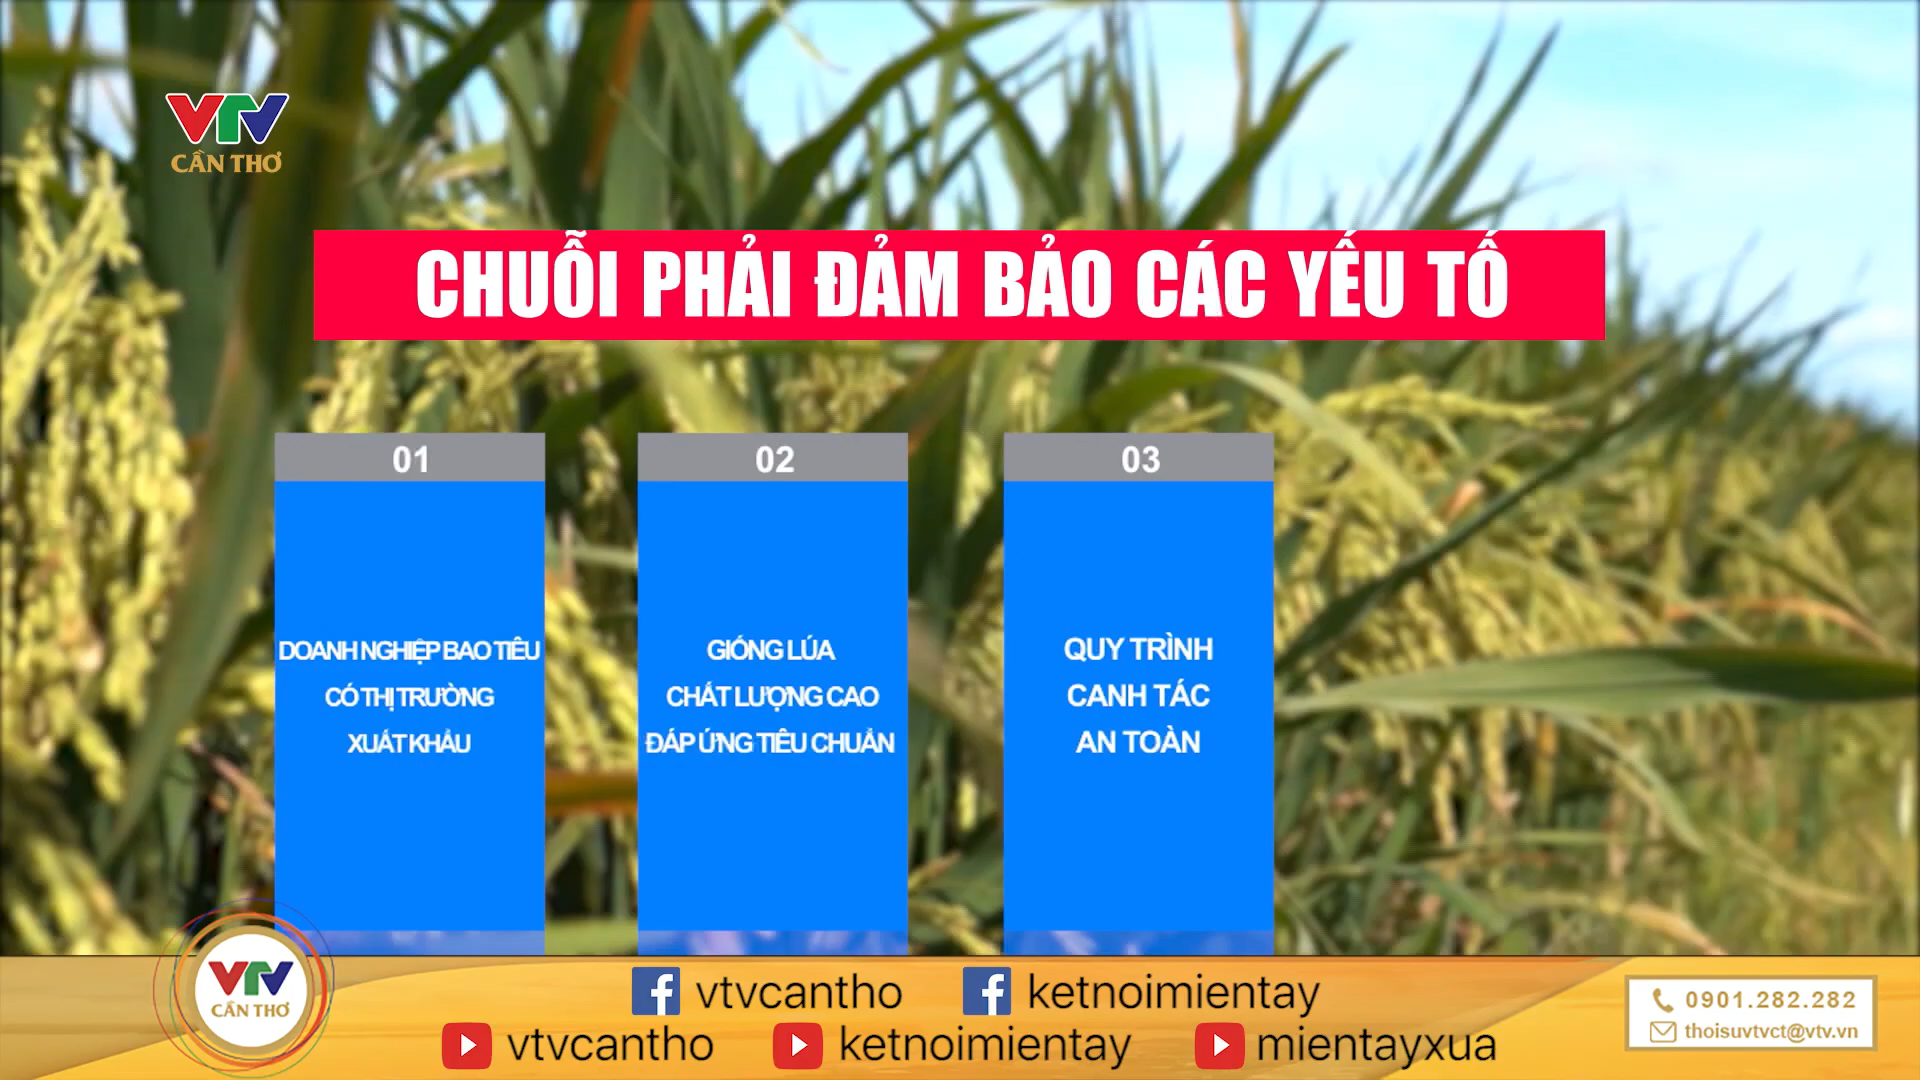 VTV
CẦN THƠ
CHUỖI PHẢI ĐẢM BẢO CÁC YẾU TỐ
01
DOANH NGHIỆP BAO TIÊU
CÓ THỊ TRƯỜNG
XUẤT KHẨU
02
GIỐNG LÚA
CHẤT LƯỢNG CAO
ĐÁP ỨNG TIÊU CHUẨN
03
QUY TRÌNH
CANH TÁC
AN TOÀN
VTV
CẦN THƠ
vtvcantho
ketnoimientay
vtvcantho
ketnoimientay
mientayxua
0901.282.282
thoisuvtvct@vtv.vn